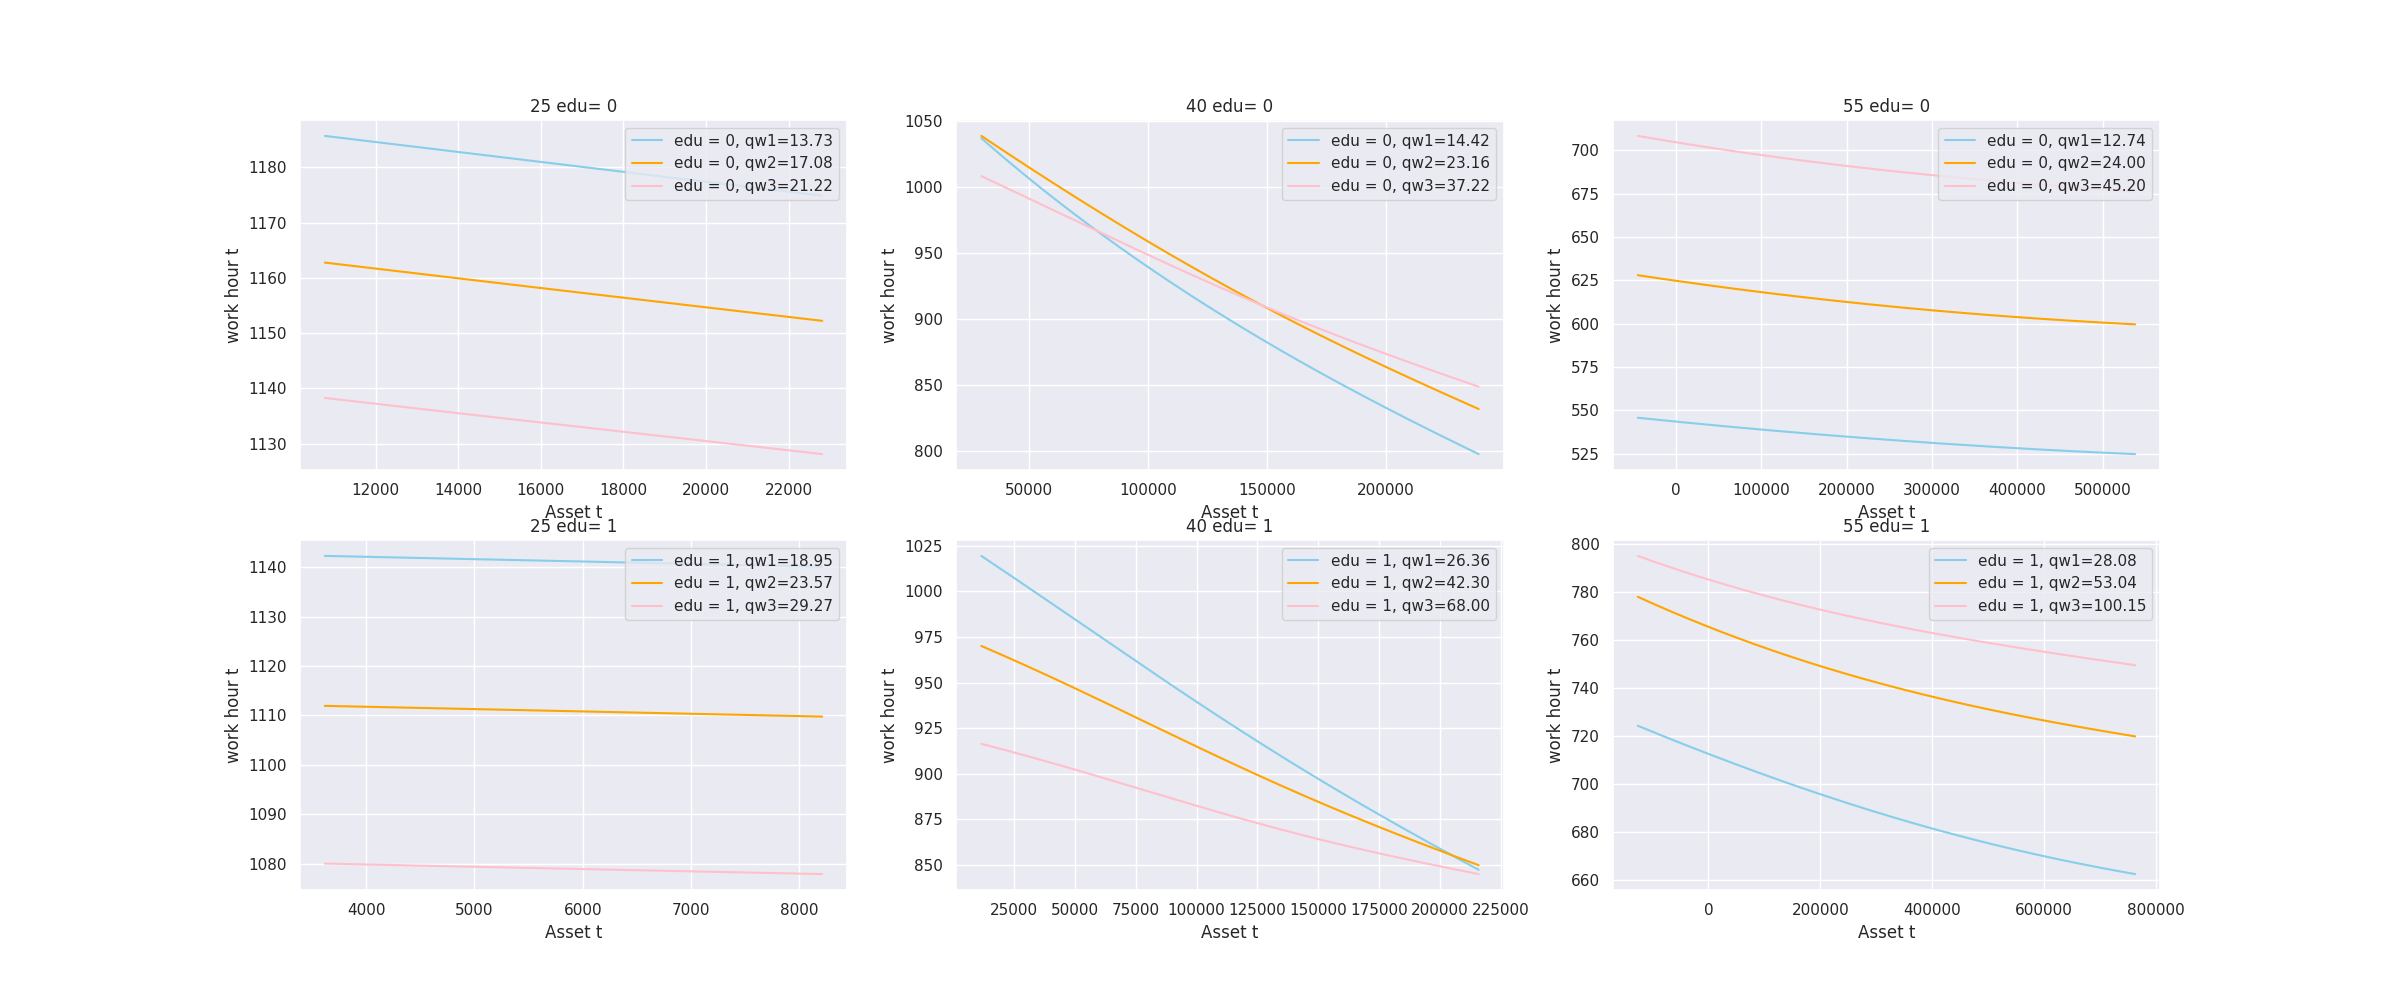 25 edu= 0
edu = 0, qw1=13.73
edu = 0, qw2=17.08
edu = 0, qw3=21.22
work hour t
1180
1170
1160
1150
1140
1130
12000 14000 16000 18000 20000 22000
Asset t
40 edu= 0
edu = 0, qw1=14.42
edu = 0, qw2=23.16
edu = 0, qw3=37.22
work hour t
1050
1000
950
900
850
800
50000 100000 150000 200000
Asset t
55 edu= 0
edu = 0, qw1=12.74
edu = 0, qw2=24.00
edu = 0, qw3=45.20
work hour t
700
675
650
625
600
575
550
525
0 100000 200000 300000 400000 500000
Asset t
25 edu= 1
edu = 1, qw1=18.95
edu = 1, qw2=23.57
edu = 1, qw3=29.27
work hour t
1140
1130
1120
1110
1100
1090
1080
4000 5000 6000 7000 8000
Asset t
40 edu= 1
edu = 1, qw1=26.36
edu = 1, qw2=42.30
edu = 1, qw3=68.00
work hour t
1025
1000
975
950
925
900
875
850
25000 50000 75000 100000 125000 150000 175000 200000 225000
Asset t
55 edu= 1
edu = 1, qw1=28.08
edu = 1, qw2=53.04
edu = 1, qw3=100.15
work hour t
800
780
760
740
720
700
680
660
0 200000 400000 600000 800000
Asset t